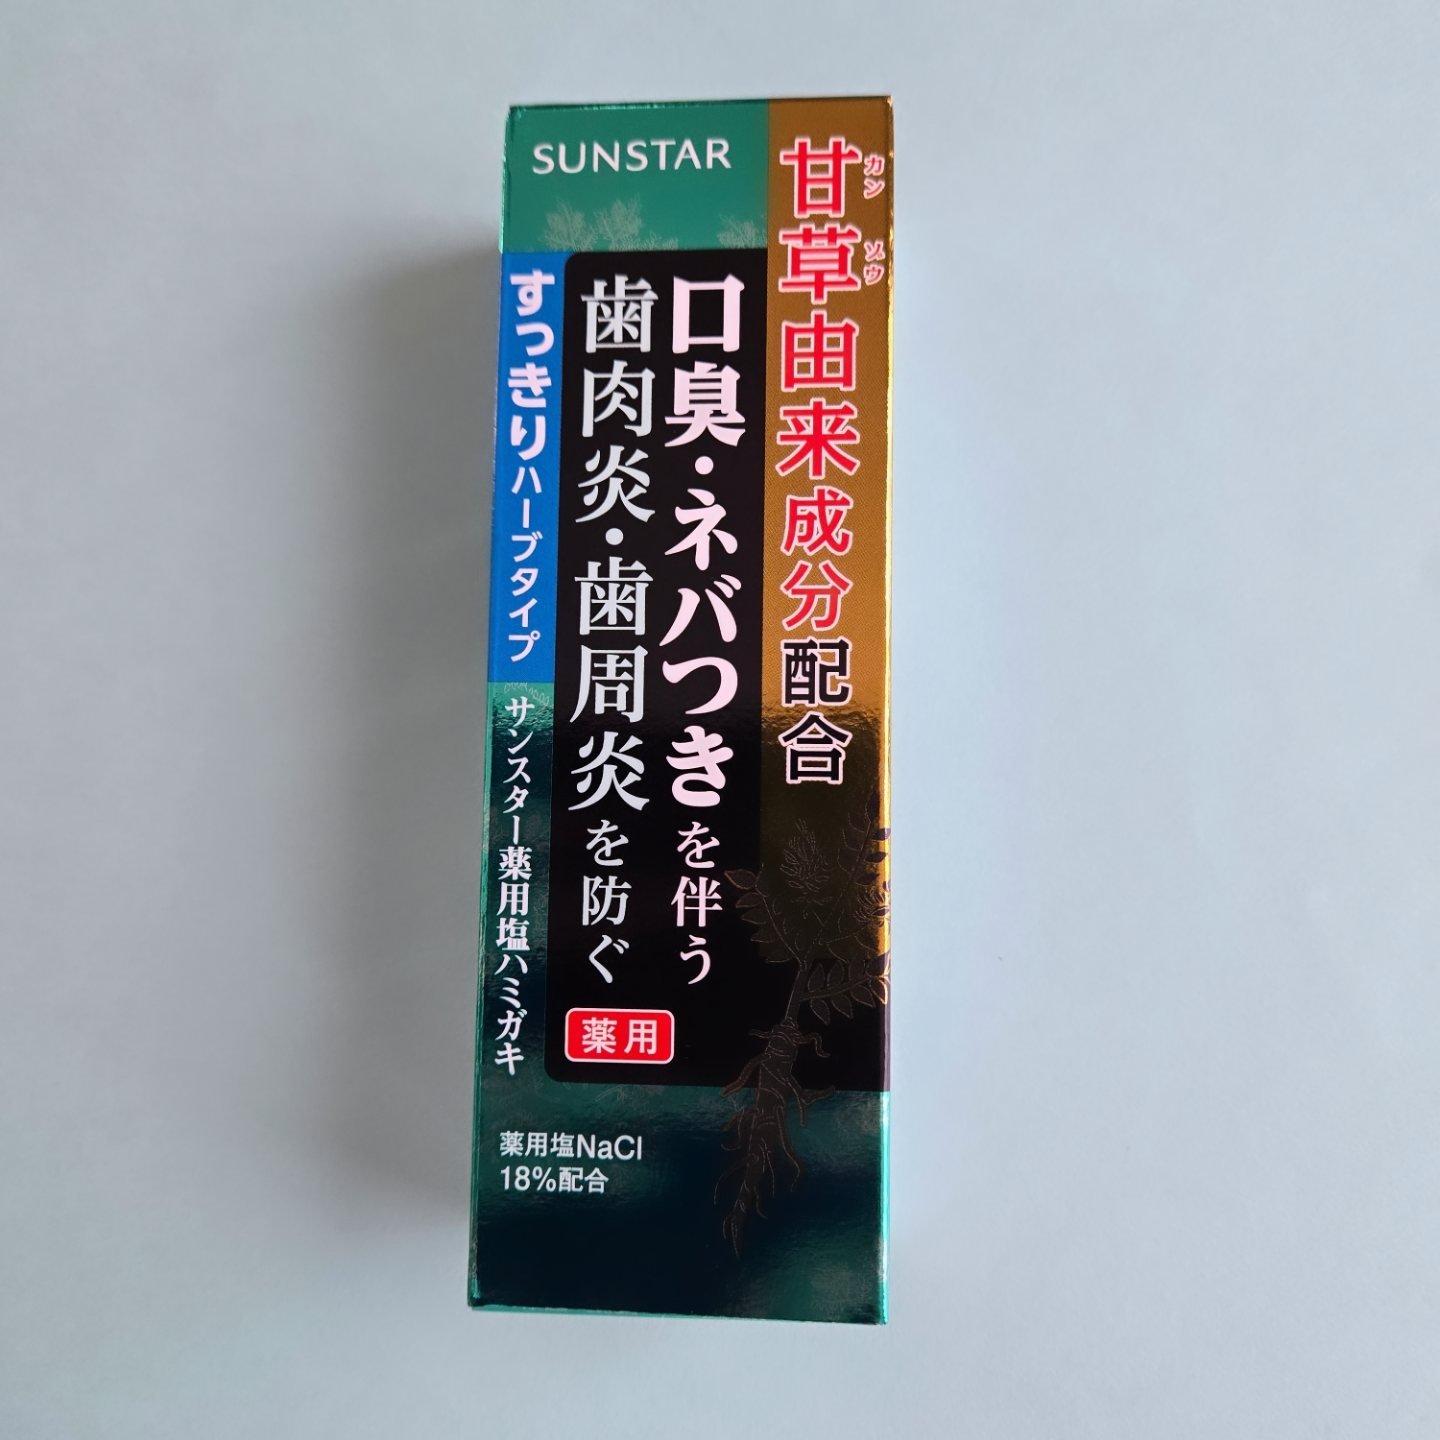 SUNSTAR
甘草由来成分配合
カンゾウ
口臭・ネバつきを伴う
歯肉炎・歯周炎を防ぐ
薬用
すっきりハーブタイプ
サンスター薬用塩ハミガキ
薬用塩NaCl
18%配合